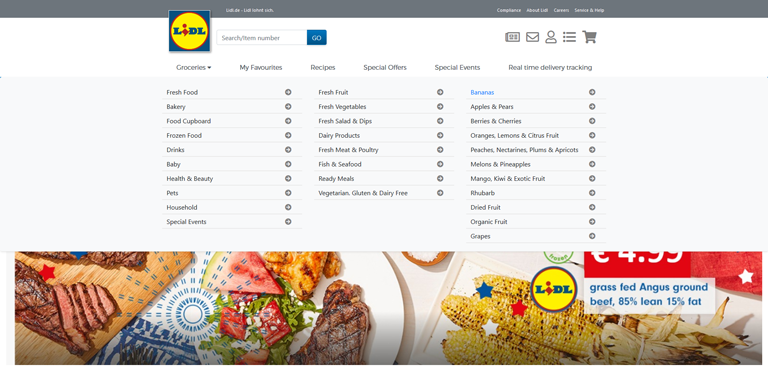 Lidl.de - Lidl lohnt sich.
Compliance About Lidl Careers Service & Help
LIDL
Search/Item number GO
Groceries My Favourites Recipes Special Offers Special Events Real time delivery tracking
Fresh Food
Bakery
Food Cupboard
Frozen Food
Drinks
Baby
Health & Beauty
Pets
Household
Special Events
Fresh Fruit
Fresh Vegetables
Fresh Salad & Dips
Dairy Products
Fresh Meat & Poultry
Fish & Seafood
Ready Meals
Vegetarian, Gluten & Dairy Free
Bananas
Apples & Pears
Berries & Cherries
Oranges, Lemons & Citrus Fruit
Peaches, Nectarines, Plums & Apricots
Melons & Pineapples
Mango, Kiwi & Exotic Fruit
Rhubarb
Dried Fruit
Organic Fruit
Grapes
€ 4.99
LIDL
grass fed Angus ground
beef, 85% lean 15% fat